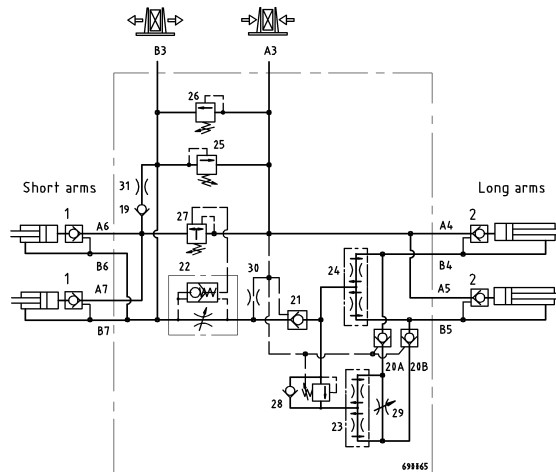 B3 A3
26
25
Short arms
Long arms
31
19
1 A6
27
A4 2
B6
22
30
24
B4
1 A7
21
A5 2
B7
B5
20A 20B
28
23
29
690865